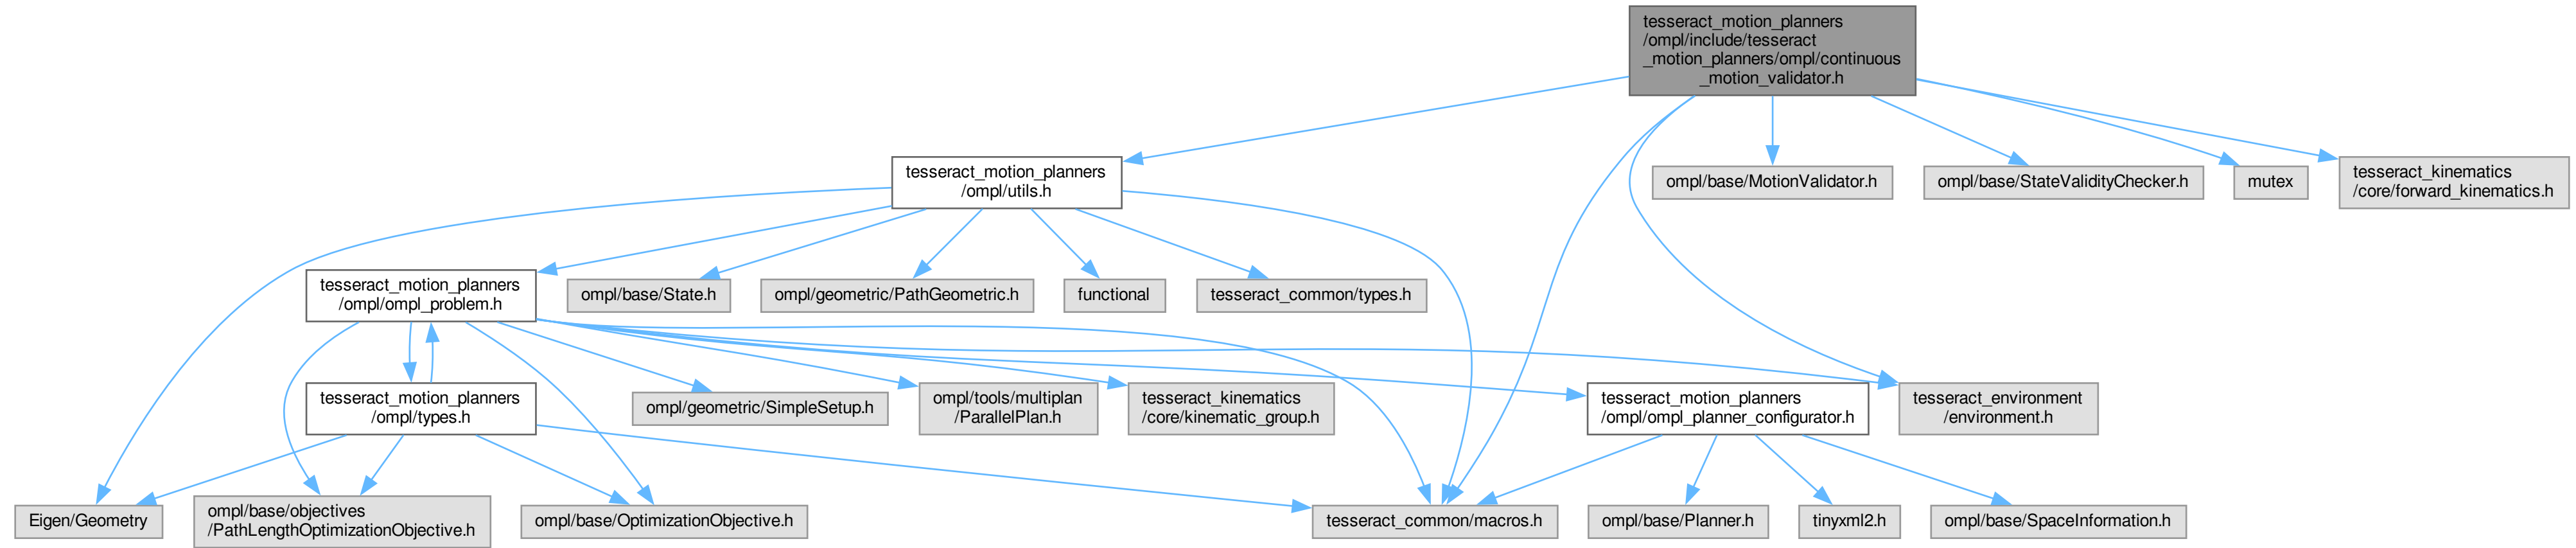 tesseract_motion_planners
/ompl/include/tesseract
_motion_planners/ompl/continuous
_motion_validator.h
tesseract_motion_planners
/ompl/utils.h
ompl/base/MotionValidator.h
ompl/base/StateValidityChecker.h
mutex
tesseract_kinematics
/core/forward_kinematics.h
tesseract_motion_planners
/ompl/ompl_problem.h
ompl/base/State.h
ompl/geometric/PathGeometric.h
functional
tesseract_common/types.h
tesseract_motion_planners
/ompl/types.h
ompl/geometric/SimpleSetup.h
ompl/tools/multiplan
/ParallelPlan.h
tesseract_kinematics
/core/kinematic_group.h
tesseract_motion_planners
/ompl/ompl_planner_configurator.h
tesseract_environment
/environment.h
Eigen/Geometry
ompl/base/objectives
/PathLengthOptimizationObjective.h
ompl/base/OptimizationObjective.h
tesseract_common/macros.h
ompl/base/Planner.h
tinyxml2.h
ompl/base/SpaceInformation.h